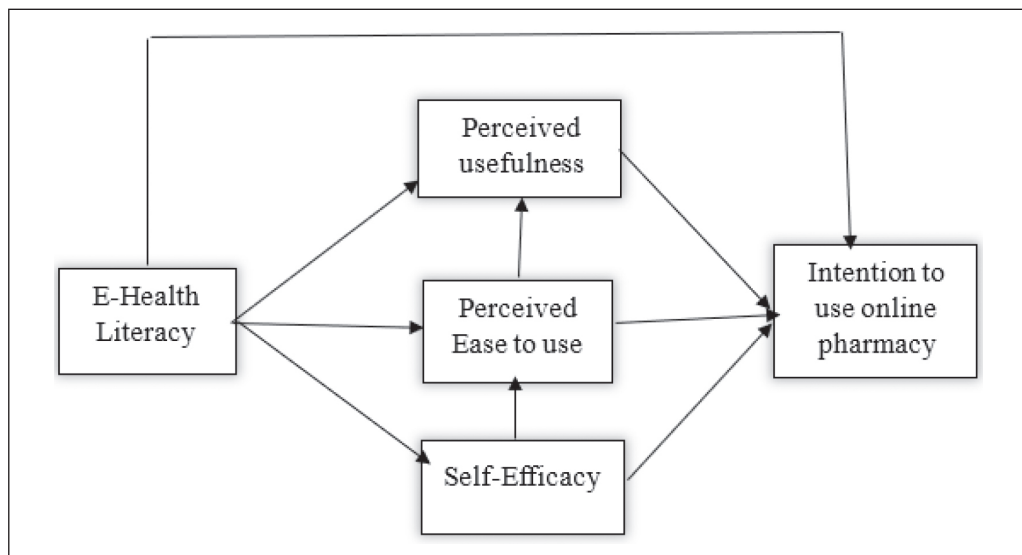 Perceived
usefulness
E-Health
Literacy
Perceived
Ease to use
Intention to
use online
pharmacy
Self-Efficacy